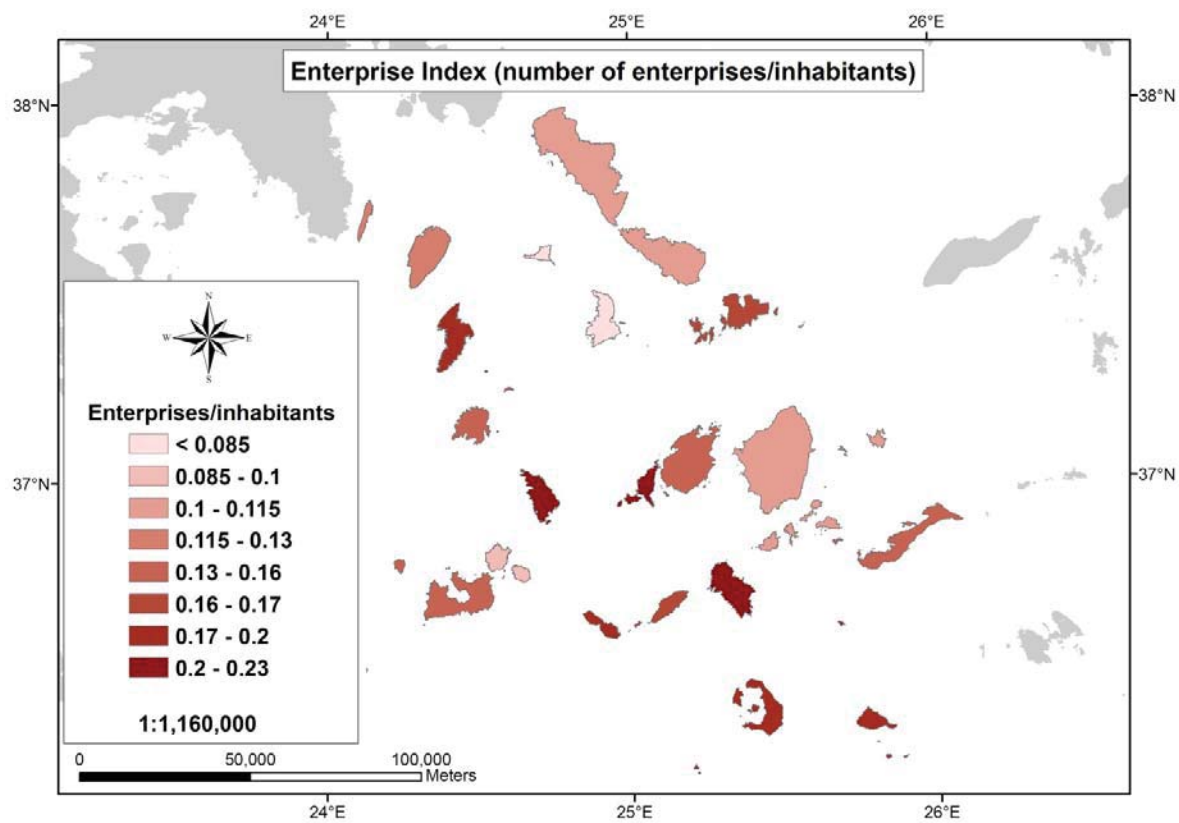 24°E 25°E 26°E
Enterprise Index (number of enterprises/inhabitants)
38°N 38°N
N
W E
S
Enterprises/inhabitants
< 0.085
0.085 - 0.1
0.1 - 0.115
0.115 - 0.13
0.13 - 0.16
0.16 - 0.17
0.17 - 0.2
0.2 - 0.23
37°N 37°N
1:1,160,000
0 50,000 100,000
Meters
24°E 25°E 26°E